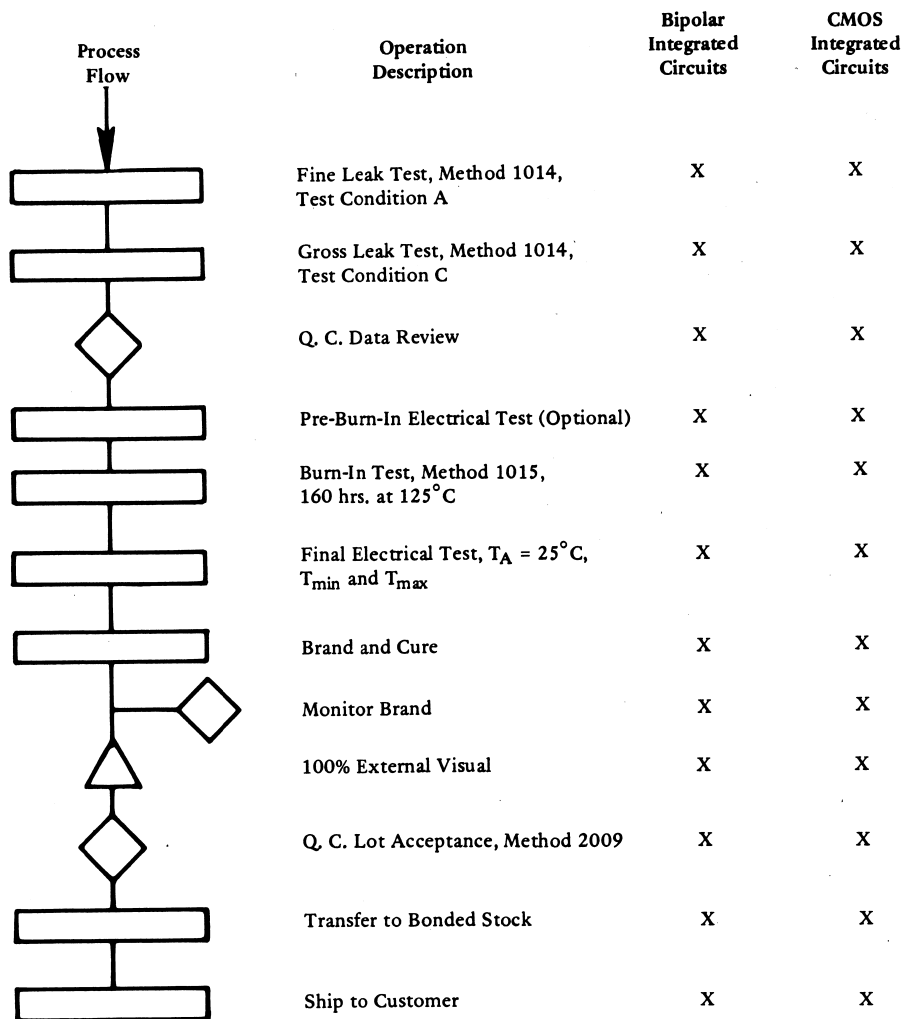 Process
Flow
Operation
Description
Bipolar
Integrated
Circuits
CMOS
Integrated
Circuits
Fine Leak Test, Method 1014, X X
Test Condition A
Gross Leak Test, Method 1014, X X
Test Condition C
Q. C. Data Review X X
Pre-Burn-In Electrical Test (Optional) X X
Burn-In Test, Method 1015, X X
160 hrs. at 125°C
Final Electrical Test, TA = 25°C, X X
Tmin and Tmax
Brand and Cure X X
Monitor Brand X X
100% External Visual X X
Q. C. Lot Acceptance, Method 2009 X X
Transfer to Bonded Stock X X
Ship to Customer X X